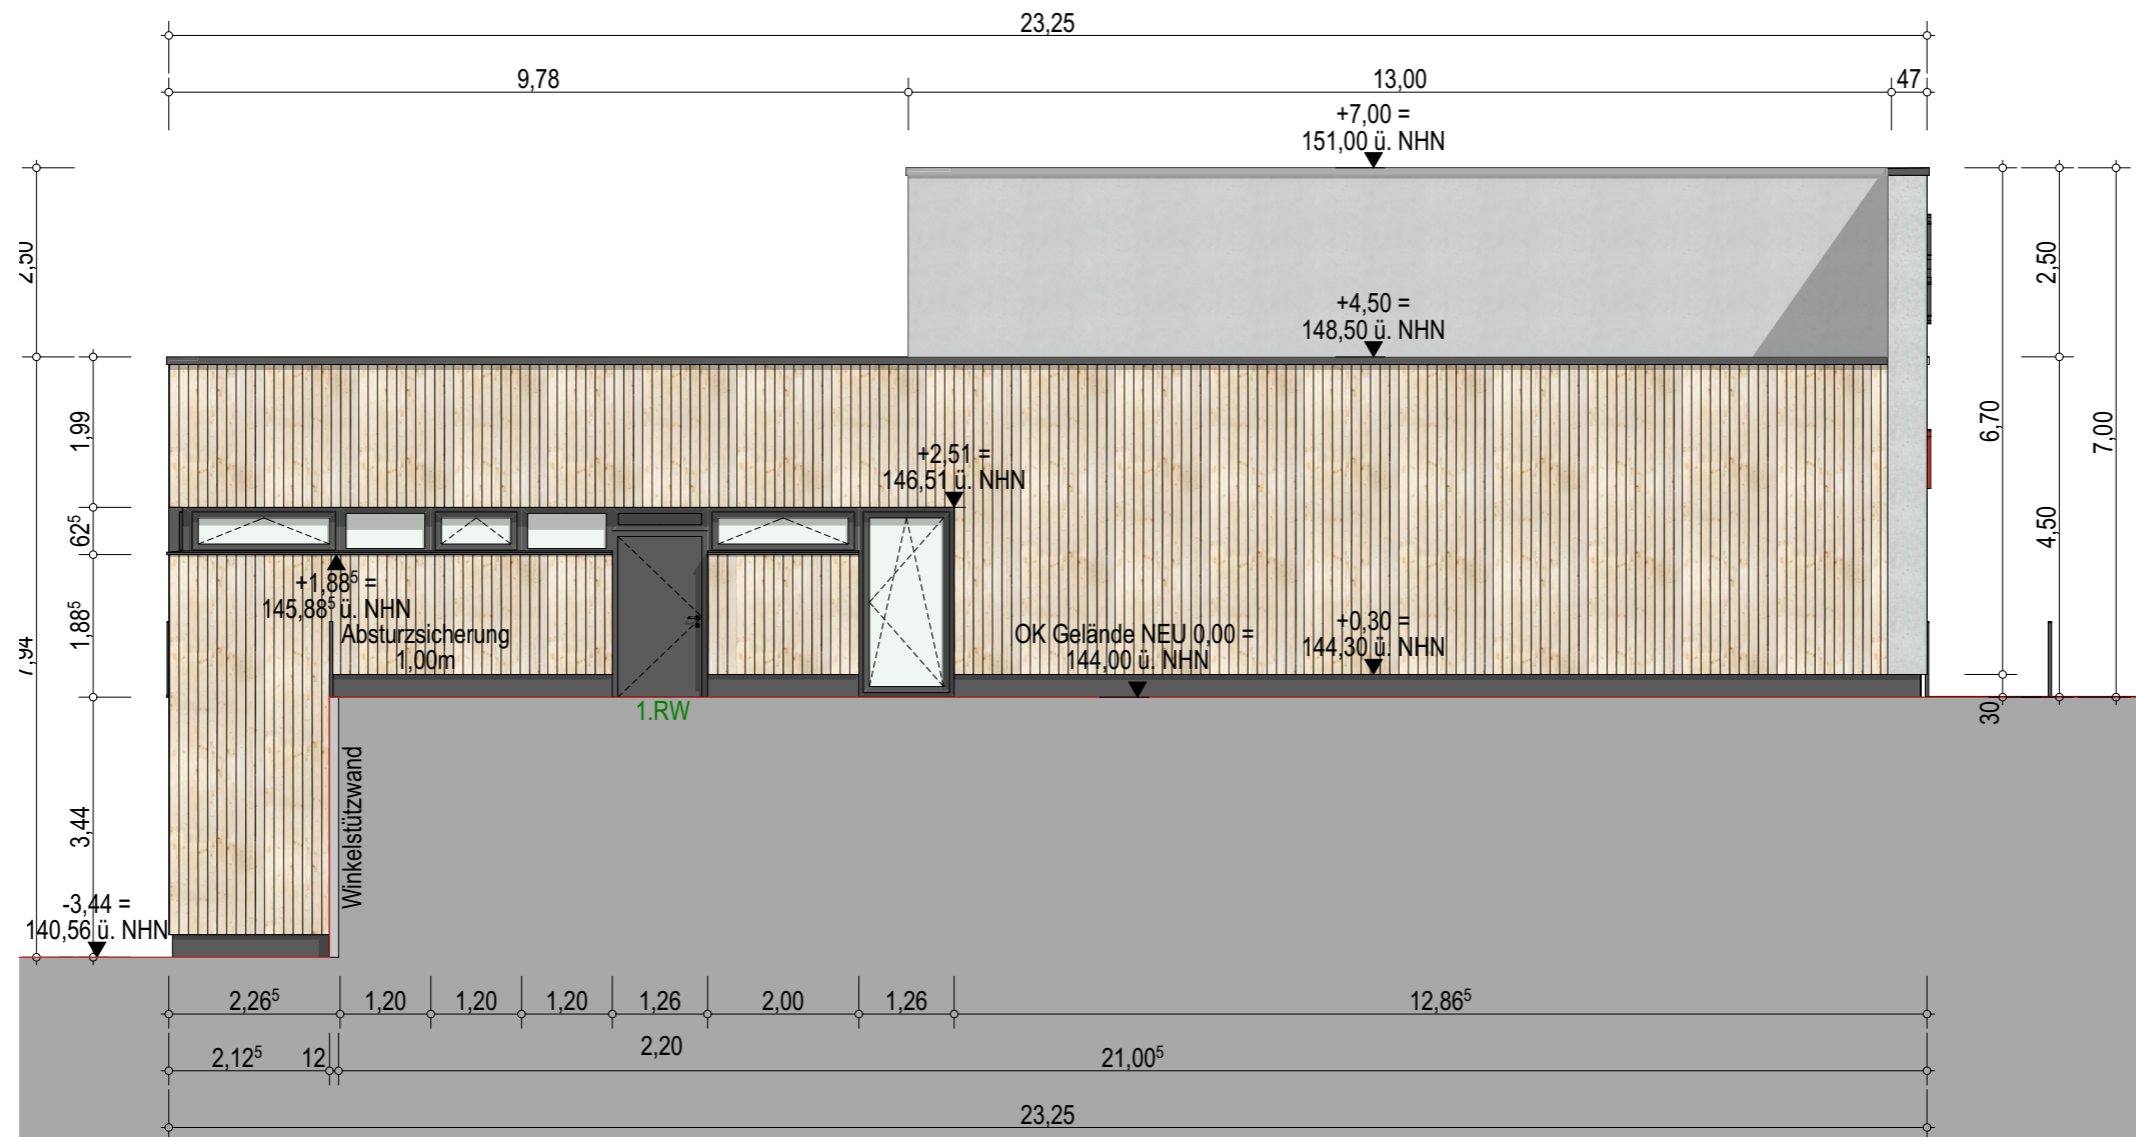 23,25
9,78
13,00
47
+7,00 =
151,00 ü. NHN
2,50
2,50
+4,50 =
148,50 ü. NHN
1,99
6,70
7,00
+2,51 =
146,51 ü. NHN
62⁵
4,50
+1,88⁵ =
145,88⁵ ü. NHN
1,88⁵
Absturzsicherung
1,00m
OK Gelände NEU 0,00 =
144,00 ü. NHN
+0,30 =
144,30 ü. NHN
7,94
1.RW
30
Winkelstützwand
3,44
-3,44 =
140,56 ü. NHN
2,26⁵
1,20
1,20
1,20
1,26
2,00
1,26
12,86⁵
2,20
2,12⁵
12
21,00⁵
23,25